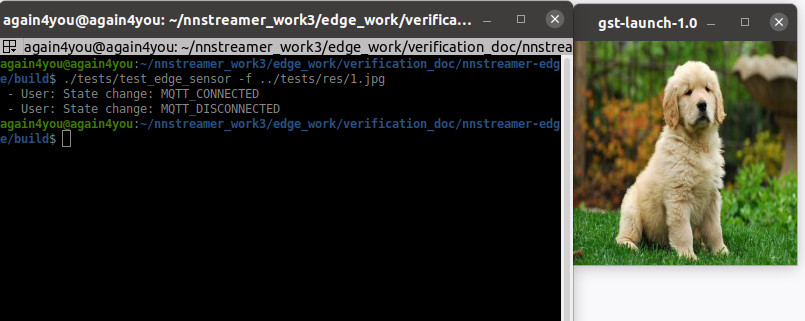 again4you@again4you: ~/nnstreamer_work3/edge_work/verifica...
again4you@again4you: ~/nnstreamer_work3/edge_work/verification_doc/nnstrea
again4you@again4you:~/nnstreamer_work3/edge_work/verification_doc/nnstreamer-edg
e/build$ ./tests/test_edge_sensor -f ../tests/res/1.jpg
- User: State change: MQTT_CONNECTED
- User: State change: MQTT_DISCONNECTED
again4you@again4you:~/nnstreamer_work3/edge_work/verification_doc/nnstreamer-edg
e/build$
gst-launch-1.0